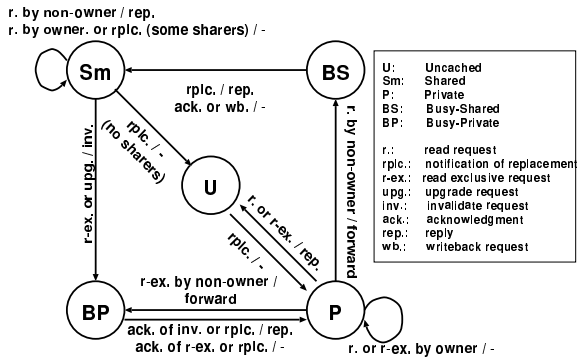 r. by non-owner / rep.
r. by owner. or rplc. (some sharers) / -
Sm
BS
rplc. / rep.
ack. or wb. / -
rplc. / -
(no sharers)
r-ex. or upg. / inv.
U
r. or r-ex. / rep.
rplc. / -
r. by non-owner / forward
r-ex. by non-owner /
forward
BP
P
ack. of inv. or rplc. / rep.
ack. of r-ex. or rplc. / -
r. or r-ex. by owner / -
U: Uncached
Sm: Shared
P: Private
BS: Busy-Shared
BP: Busy-Private
r.: read request
rplc.: notification of replacement
r-ex.: read exclusive request
upg.: upgrade request
inv.: invalidate request
ack.: acknowledgment
rep.: reply
wb.: writeback request